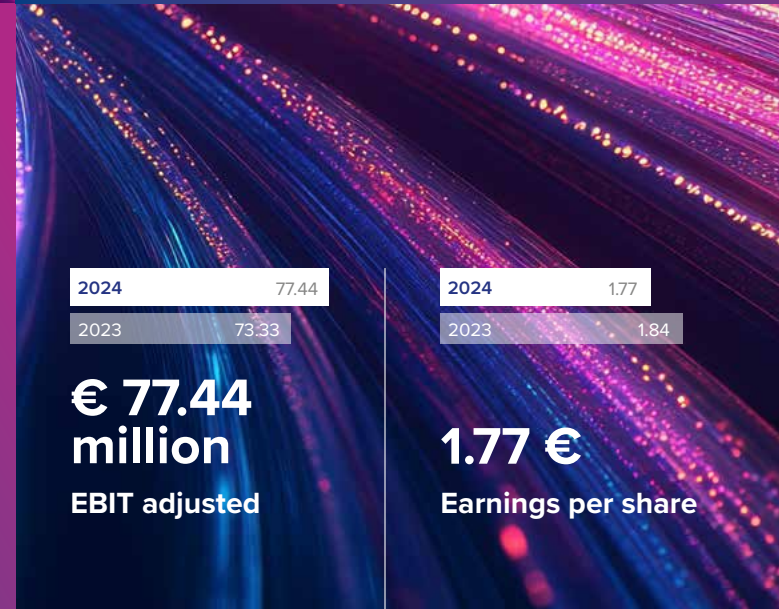 2024 77.44
2023 73.33
€ 77.44
million
EBIT adjusted
2024 1.77
2023 1.84
1.77 €
Earnings per share